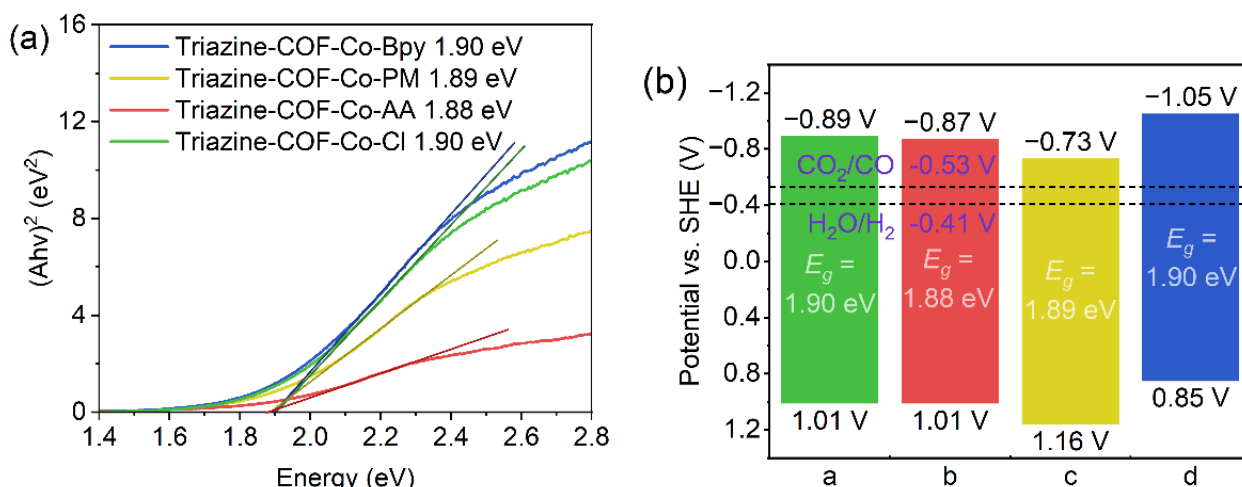 (a)
16
12
8
4
0
(Ahv)² (eV²)
Triazine-COF-Co-Bpy 1.90 eV
Triazine-COF-Co-PM 1.89 eV
Triazine-COF-Co-AA 1.88 eV
Triazine-COF-Co-Cl 1.90 eV
1.4 1.6 1.8 2.0 2.2 2.4 2.6 2.8
Energy (eV)
(b)
Potential vs. SHE (V)
−1.2
−0.8
−0.4
0.0
0.4
0.8
1.2
−0.89 V −0.87 V −0.73 V −1.05 V
CO₂/CO -0.53 V
H₂O/H₂ -0.41 V
E_g =
1.90 eV
E_g =
1.88 eV
E_g =
1.89 eV
E_g =
1.90 eV
1.01 V 1.01 V 1.16 V 0.85 V
a b c d